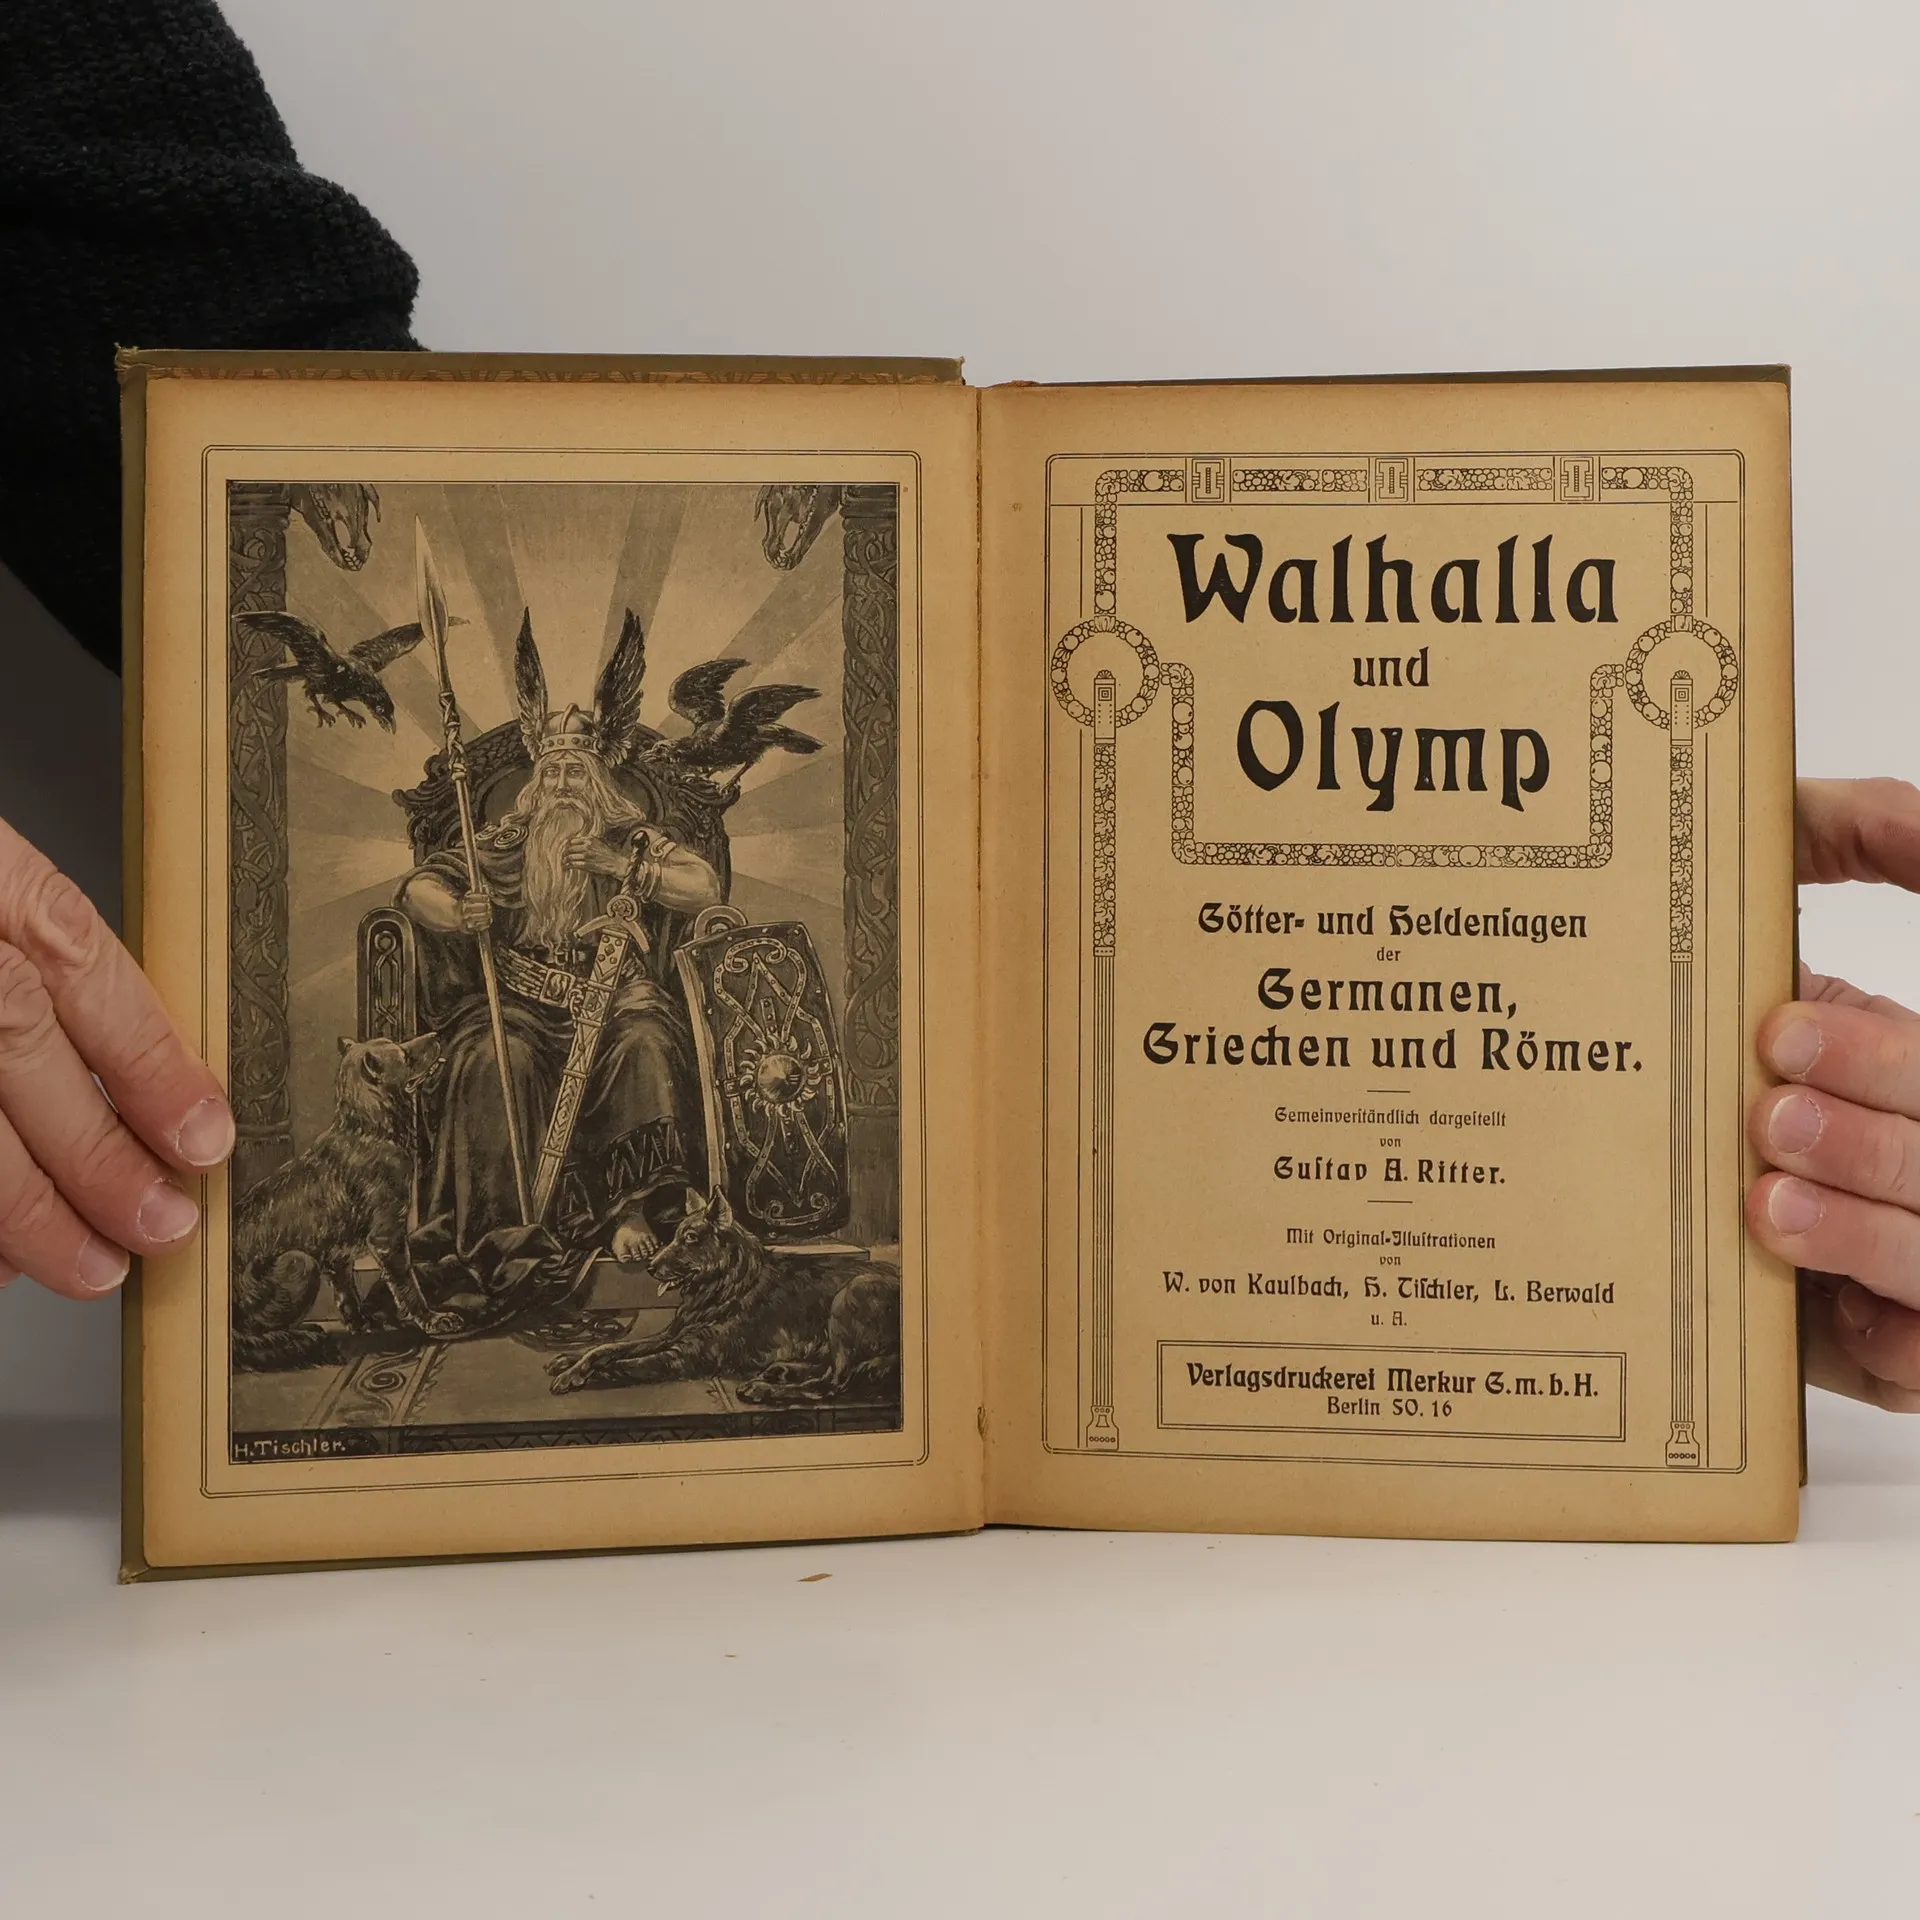 H. Tischler.
Walhalla
und
Olymp
Götter- und Heldenſagen
der
Germanen,
Griechen und Römer.
Gemeinverſtändlich dargeſtellt
von
Guſtav A. Ritter.
Mit Original-Illuſtrationen
von
W. von Kaulbach, H. Tiſchler, L. Berwald
u. A.
Verlagsdruckerei Merkur G. m. b. H.
Berlin SO. 16